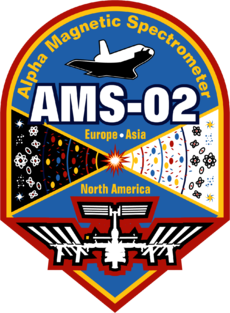 Alpha Magnetic Spectrometer
AMS-02
Europe • Asia
North America